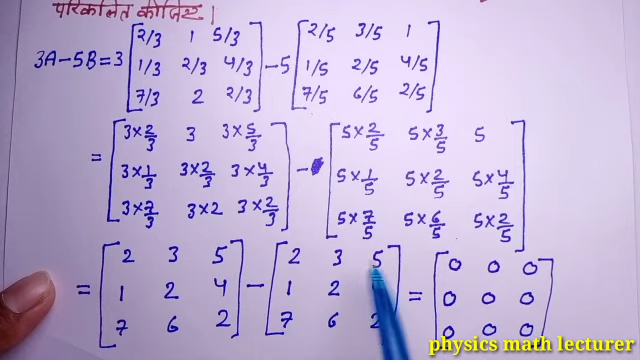 परिकलित कीजिए।
3A-5B=3 [2/3 1 5/3 1/3 2/3 4/3 7/3 2 2/3] -5 [2/5 3/5 1 1/5 2/5 4/5 7/5 6/5 2/5]
= [3×2/3 3 3×5/3 3×1/3 3×2/3 3×4/3 3×7/3 3×2 3×2/3] - [5×2/5 5×3/5 5 5×1/5 5×2/5 5×4/5 5×7/5 5×6/5 5×2/5]
= [2 3 5 1 2 4 7 6 2] - [2 3 5 1 2 7 6 2] = [0 0 0 0 0 0 0 0 0]
physics math lecturer